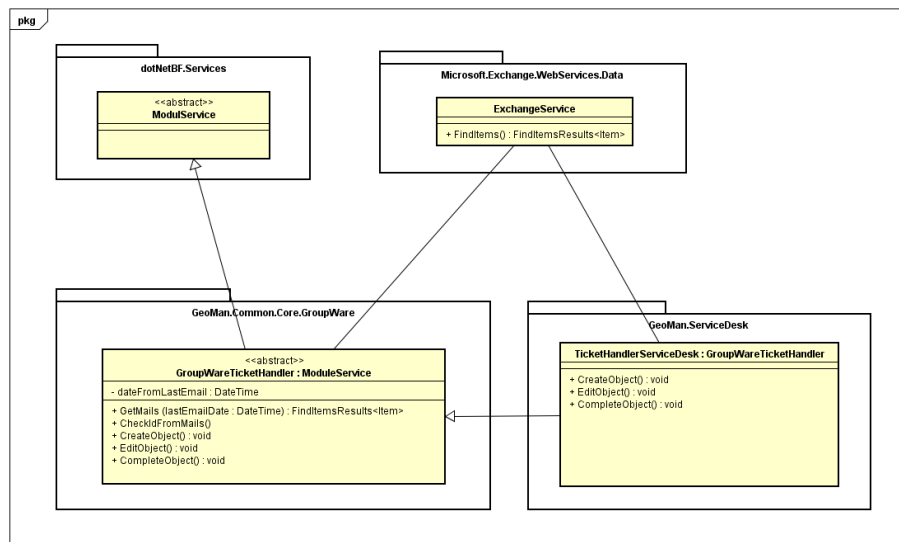 pkg
dotNetBF.Services
<<abstract>>
ModulService
Microsoft.Exchange.WebServices.Data
ExchangeService
+ FindItems() : FindItemsResults<Item>
GeoMan.Common.Core.GroupWare
<<abstract>>
GroupWareTicketHandler : ModuleService
- dateFromLastEmail : DateTime
+ GetMails (lastEmailDate : DateTime) : FindItemsResults<Item>
+ CheckIdFromMails()
+ CreateObject() : void
+ EditObject() : void
+ CompleteObject() : void
GeoMan.ServiceDesk
TicketHandlerServiceDesk : GroupWareTicketHandler
+ CreateObject() : void
+ EditObject() : void
+ CompleteObject() : void